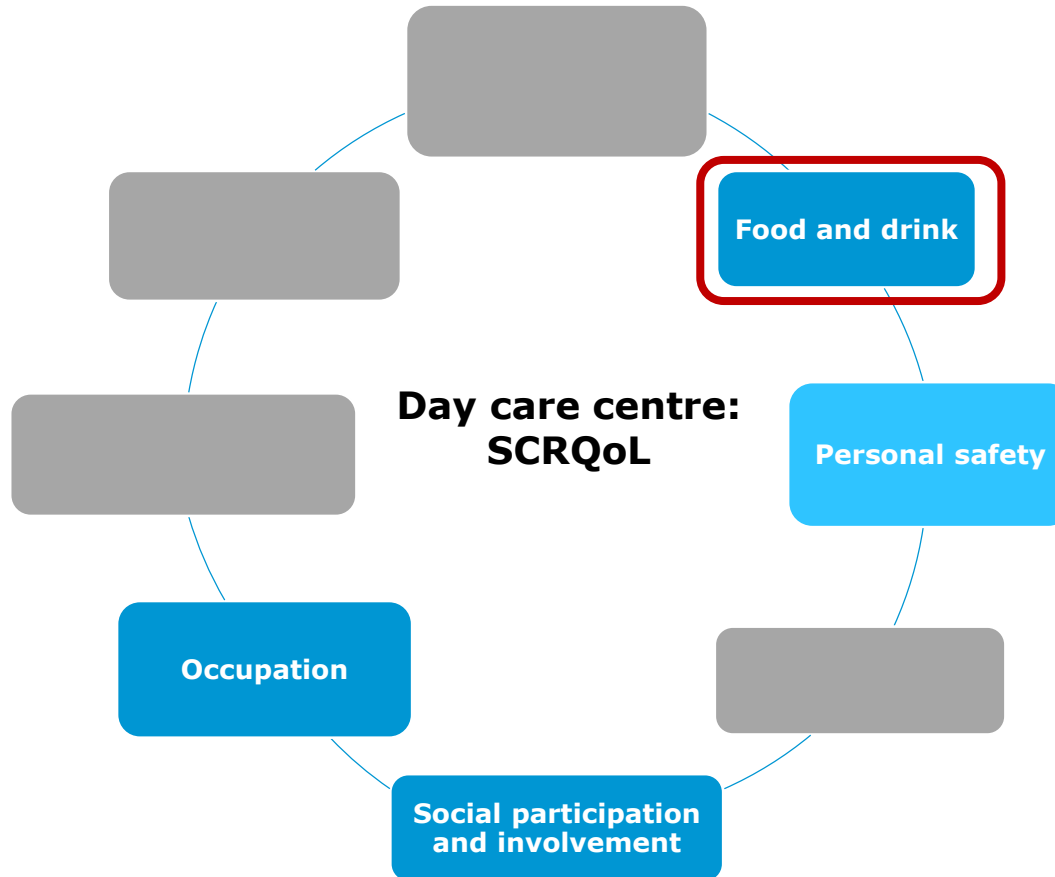 Food and drink
Day care centre:
SCRQoL
Personal safety
Occupation
Social participation
and involvement